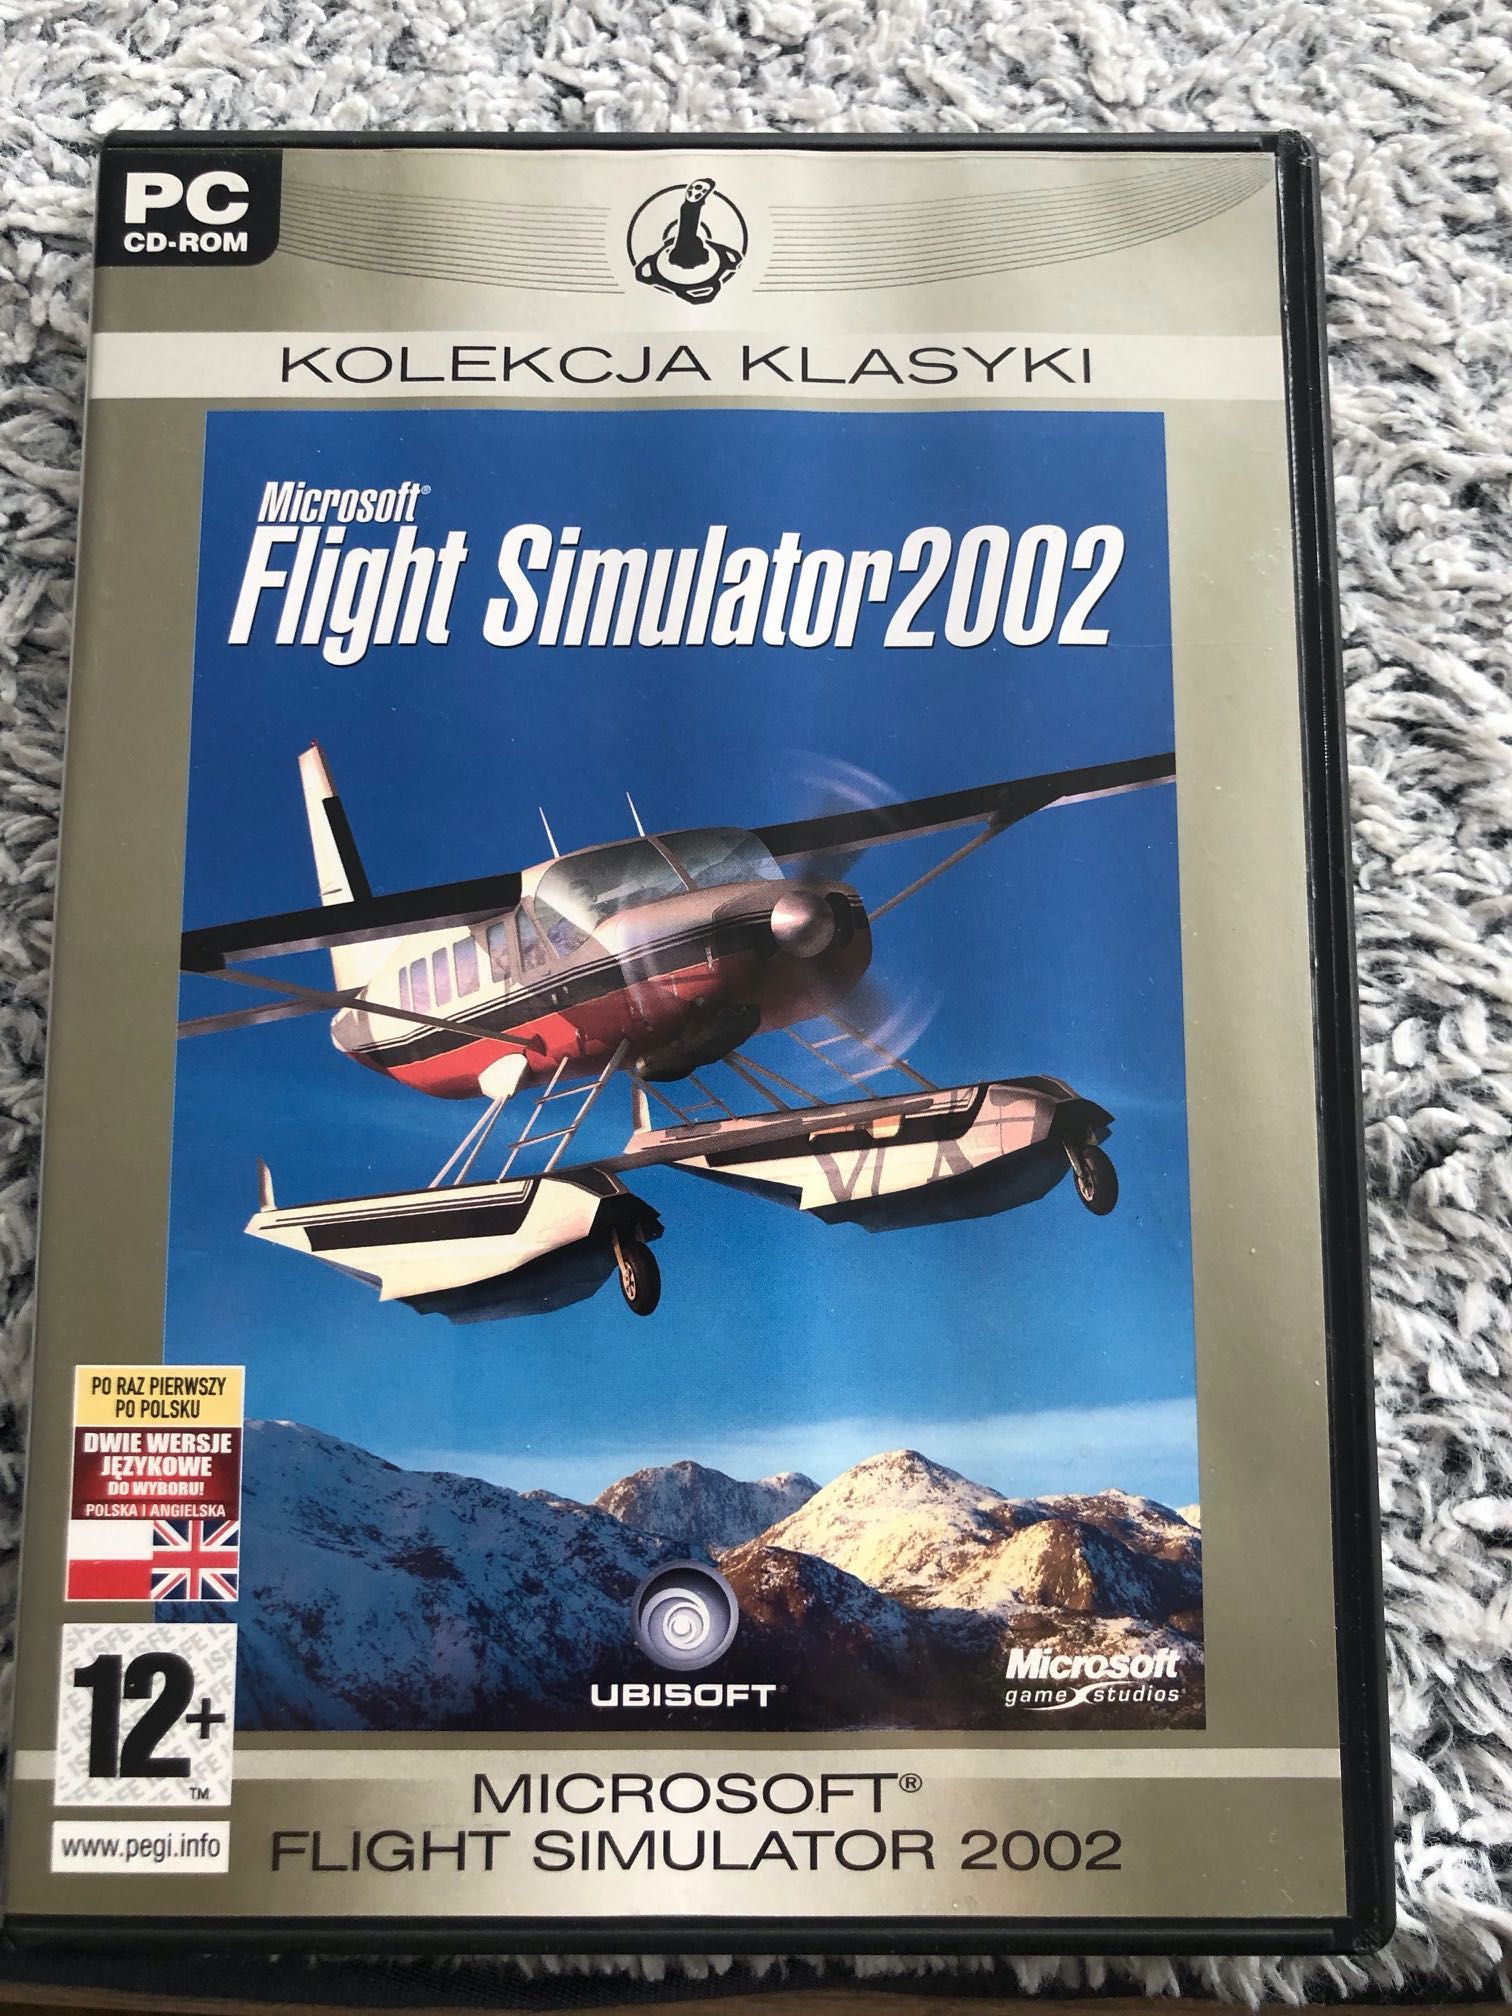 PC
CD-ROM
KOLEKCJA KLASYKI
Microsoft®
Flight Simulator 2002
PO RAZ PIERWSZY
PO POLSKU
DWIE WERSJE
JĘZYKOWE
DO WYBORU!
POLSKA I ANGIELSKA
12+
TM
www.pegi.info
UBISOFT®
Microsoft
game studios
MICROSOFT®
FLIGHT SIMULATOR 2002